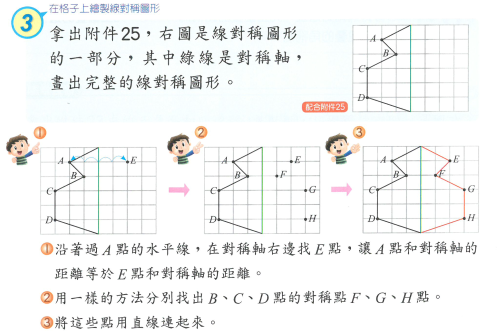 在格子上繪製線對稱圖形
3
拿出附件25，右圖是線對稱圖形
的一部分，其中綠線是對稱軸，
畫出完整的線對稱圖形。
配合附件25
A
B
C
D
1
A
B
C
D
E
2
A
B
C
D
E
F
G
H
3
A
B
C
D
E
F
G
H
1沿著過A點的水平線，在對稱軸右邊找E點，讓A點和對稱軸的
距離等於E點和對稱軸的距離。
2用一樣的方法分別找出B、C、D點的對稱點F、G、H點。
3將這些點用直線連起來。